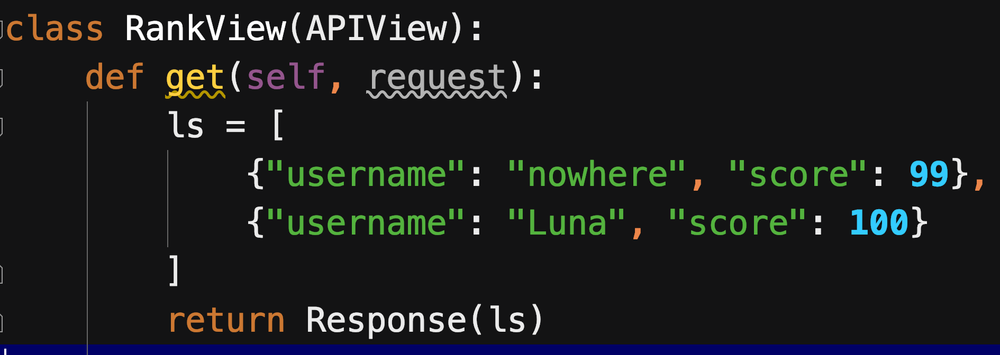 class RankView(APIView):
    def get(self, request):
        ls = [
            {"username": "nowhere", "score": 99},
            {"username": "Luna", "score": 100}
        ]
        return Response(ls)